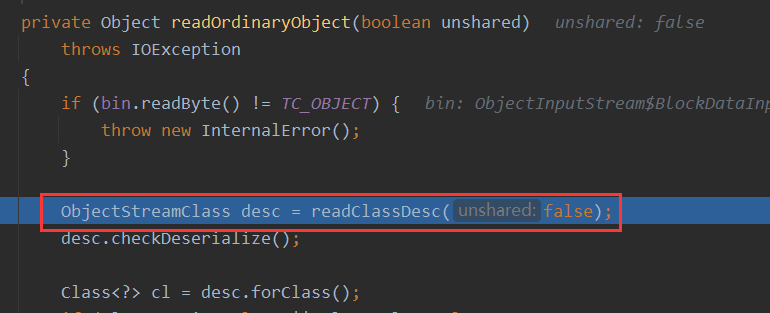 private Object readOrdinaryObject(boolean unshared)  unshared: false
throws IOException
{
if (bin.readByte() != TC_OBJECT) {  bin: ObjectInputStream$BlockDataInp
throw new InternalError();
}
ObjectStreamClass desc = readClassDesc( unshared: false);
desc.checkDeserialize();
Class<?> cl = desc.forClass();